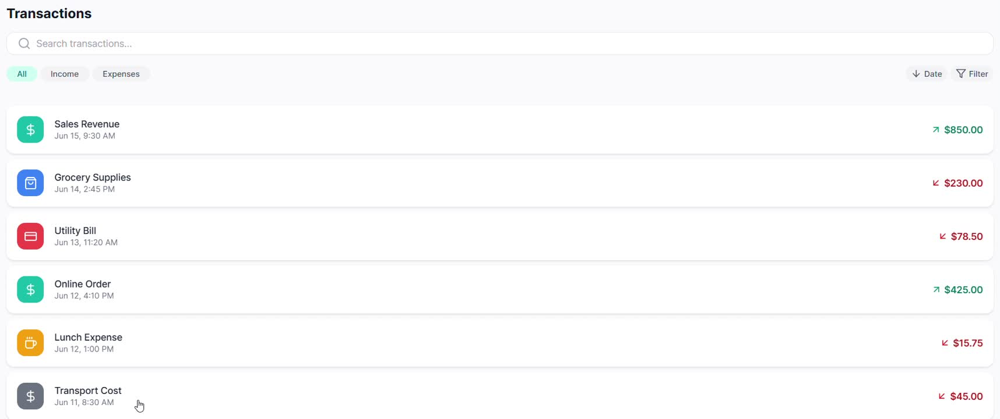 Transactions
Search transactions...
All Income Expenses Date Filter
Sales Revenue
Jun 15, 9:30 AM
$850.00
Grocery Supplies
Jun 14, 2:45 PM
$230.00
Utility Bill
Jun 13, 11:20 AM
$78.50
Online Order
Jun 12, 4:10 PM
$425.00
Lunch Expense
Jun 12, 1:00 PM
$15.75
Transport Cost
Jun 11, 8:30 AM
$45.00